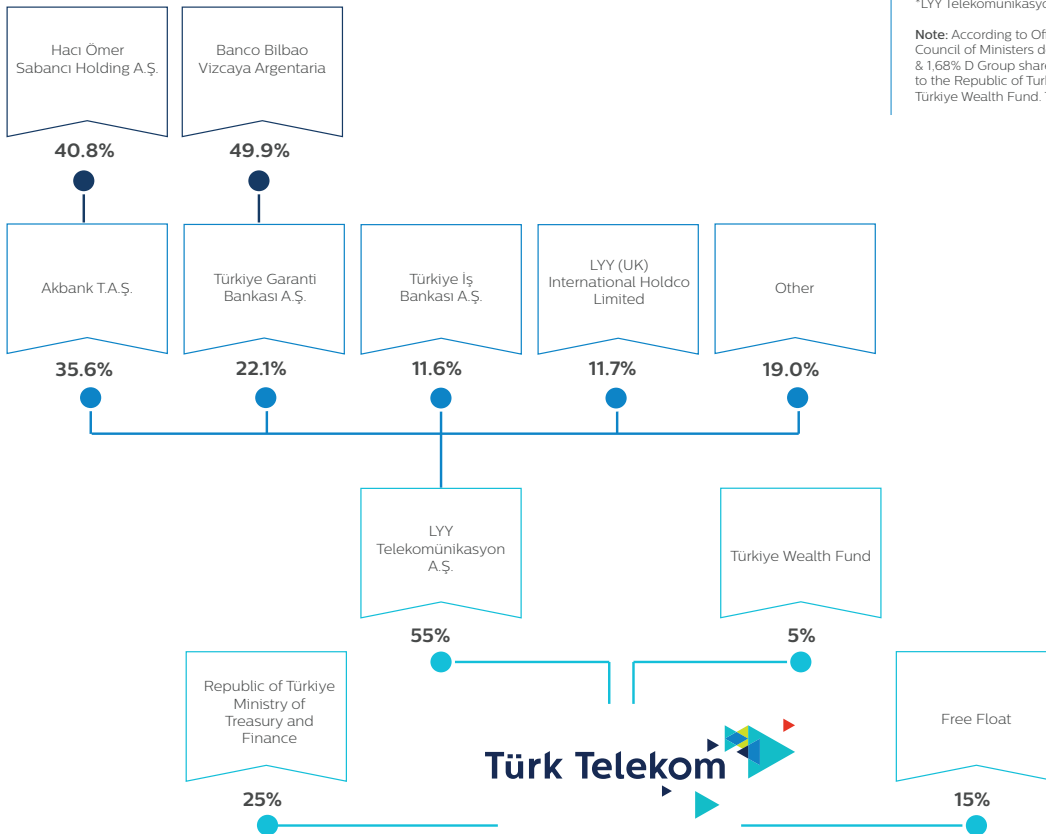 *LYY Telekomünikasyo
Note: According to Of
Council of Ministers d
& 1,68% D Group share
to the Republic of Tur
Türkiye Wealth Fund.
Hacı Ömer
Sabancı Holding A.Ş.
40.8%
Banco Bilbao
Vizcaya Argentaria
49.9%
Akbank T.A.Ş.
35.6%
Türkiye Garanti
Bankası A.Ş.
22.1%
Türkiye İş
Bankası A.Ş.
11.6%
LYY (UK)
International Holdco
Limited
11.7%
Other
19.0%
LYY
Telekomünikasyon
A.Ş.
55%
Türkiye Wealth Fund
5%
Republic of Türkiye
Ministry of
Treasury and
Finance
25%
Türk Telekom
Free Float
15%